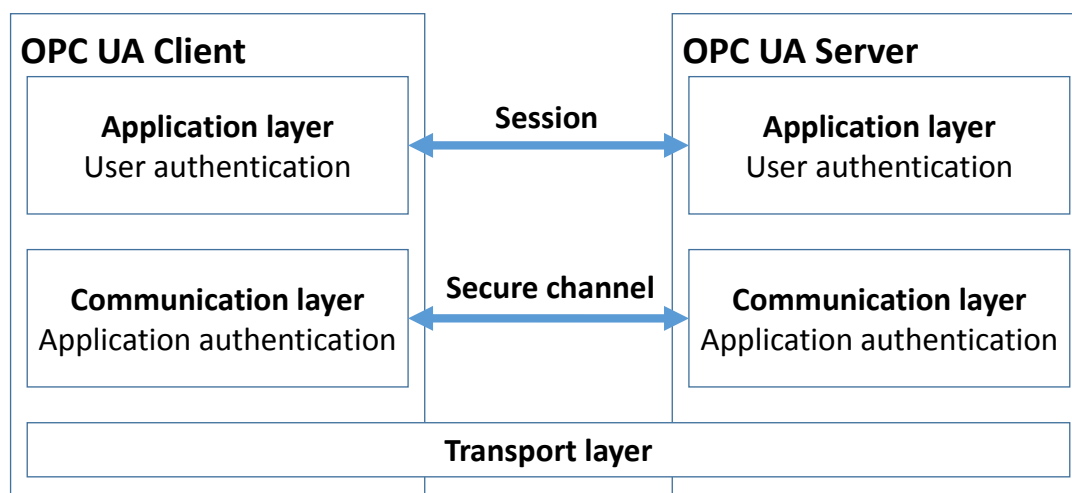 OPC UA Client
Application layer
User authentication
Communication layer
Application authentication
Session
Secure channel
OPC UA Server
Application layer
User authentication
Communication layer
Application authentication
Transport layer